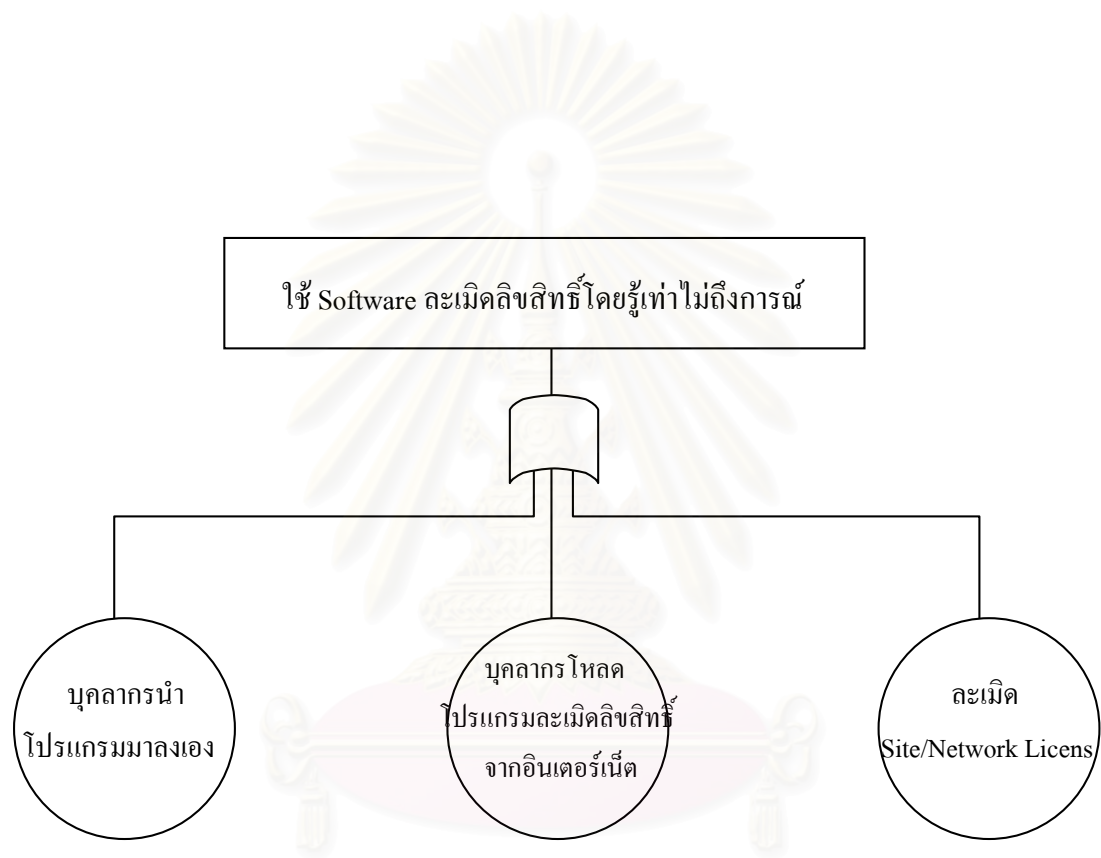 ใช้ Software ละเมิดลิขสิทธิ์โดยรู้เท่าไม่ถึงการณ์
บุคลากรนำ
โปรแกรมมาลงเอง
บุคลากรโหลด
โปรแกรมละเมิดลิขสิทธิ์
จากอินเตอร์เน็ต
ละเมิด
Site/Network Licens